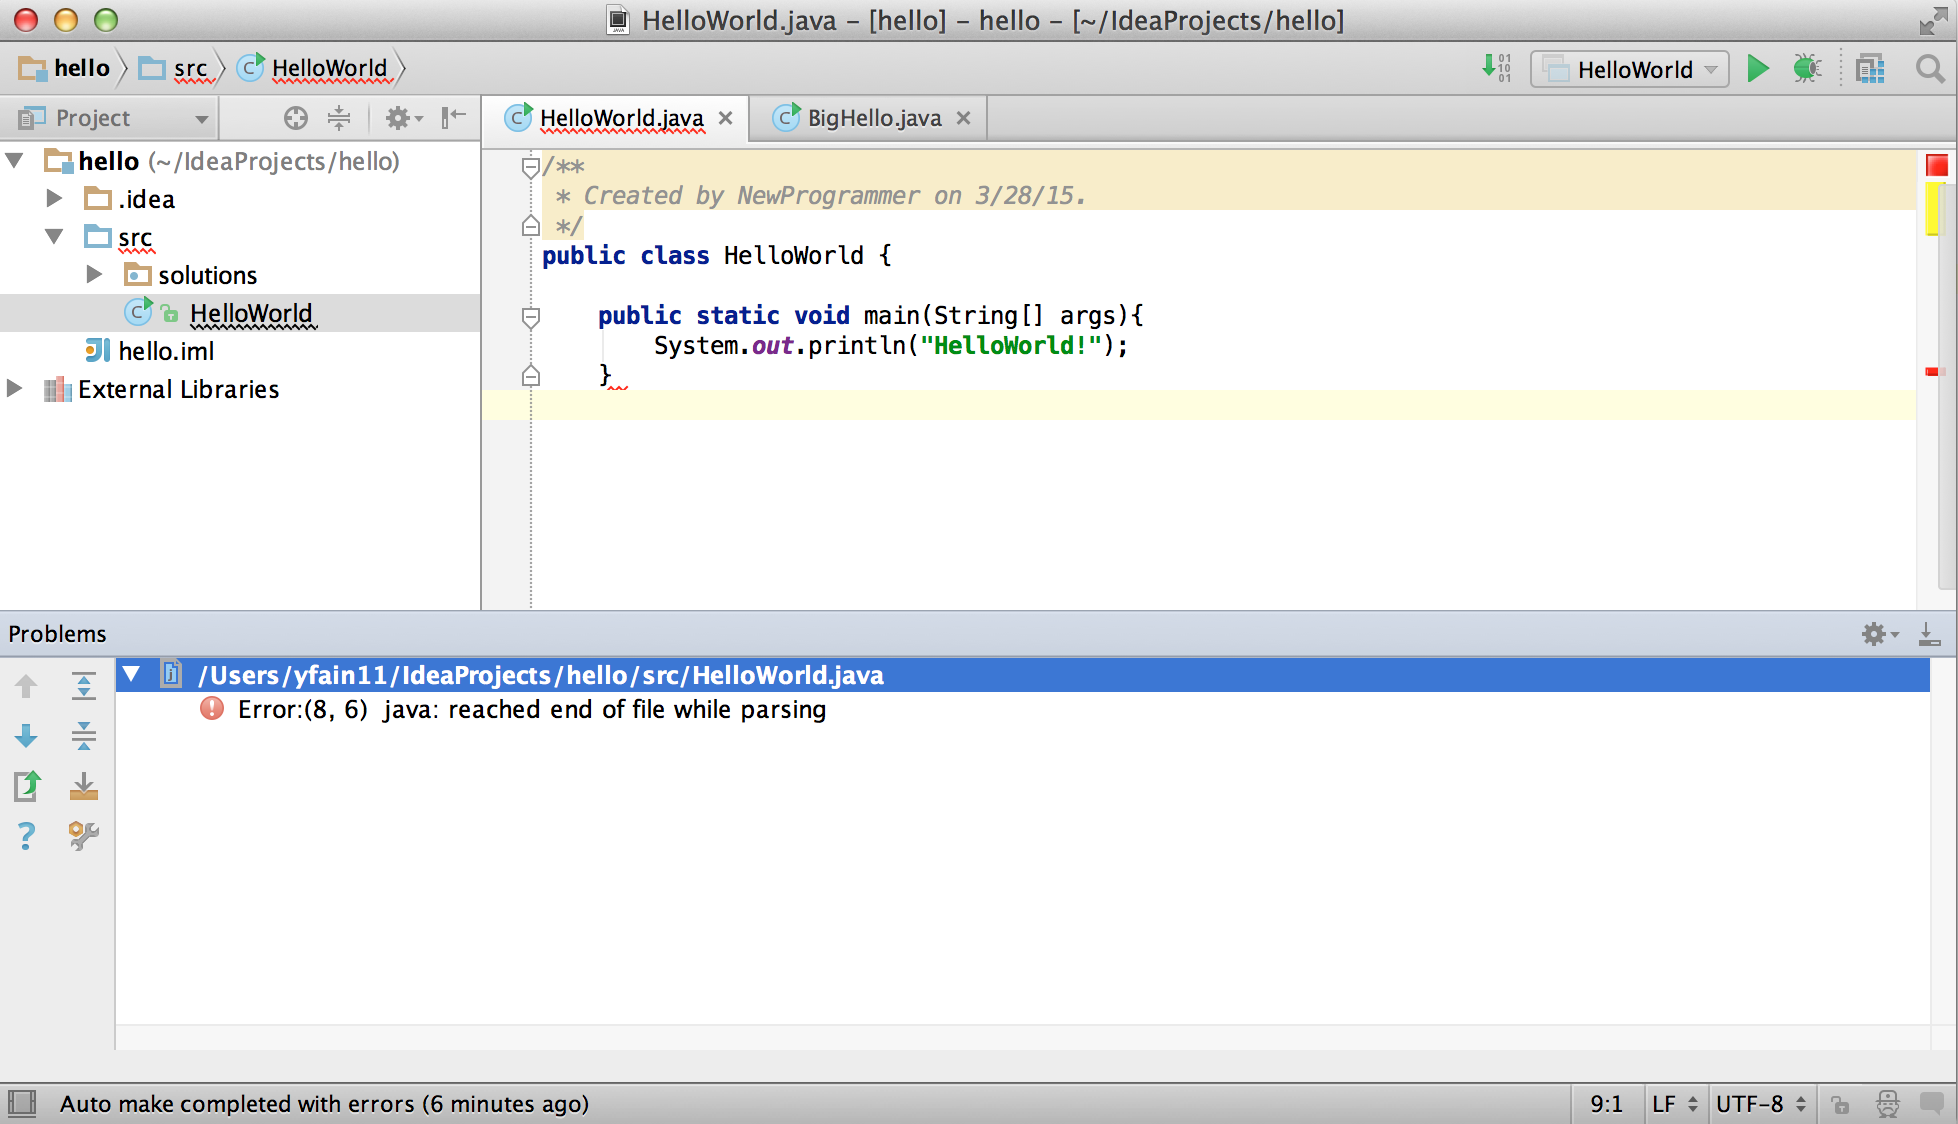 HelloWorld.java – [hello] – hello – [~/IdeaProjects/hello]
hello src HelloWorld
HelloWorld
Project
HelloWorld.java BigHello.java
hello (~/IdeaProjects/hello)
.idea
src
solutions
HelloWorld
hello.iml
External Libraries
/**
* Created by NewProgrammer on 3/28/15.
*/
public class HelloWorld {
public static void main(String[] args){
System.out.println("HelloWorld!");
}
Problems
/Users/yfain11/IdeaProjects/hello/src/HelloWorld.java
Error:(8, 6) java: reached end of file while parsing
Auto make completed with errors (6 minutes ago)
9:1 LF UTF-8